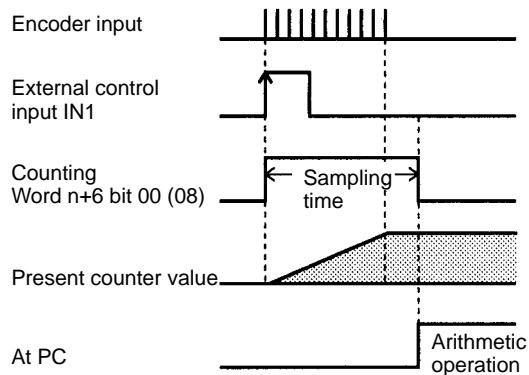 Encoder input
External control
input IN1
Counting
Word n+6 bit 00 (08)
Sampling
time
Present counter value
At PC
Arithmetic
operation